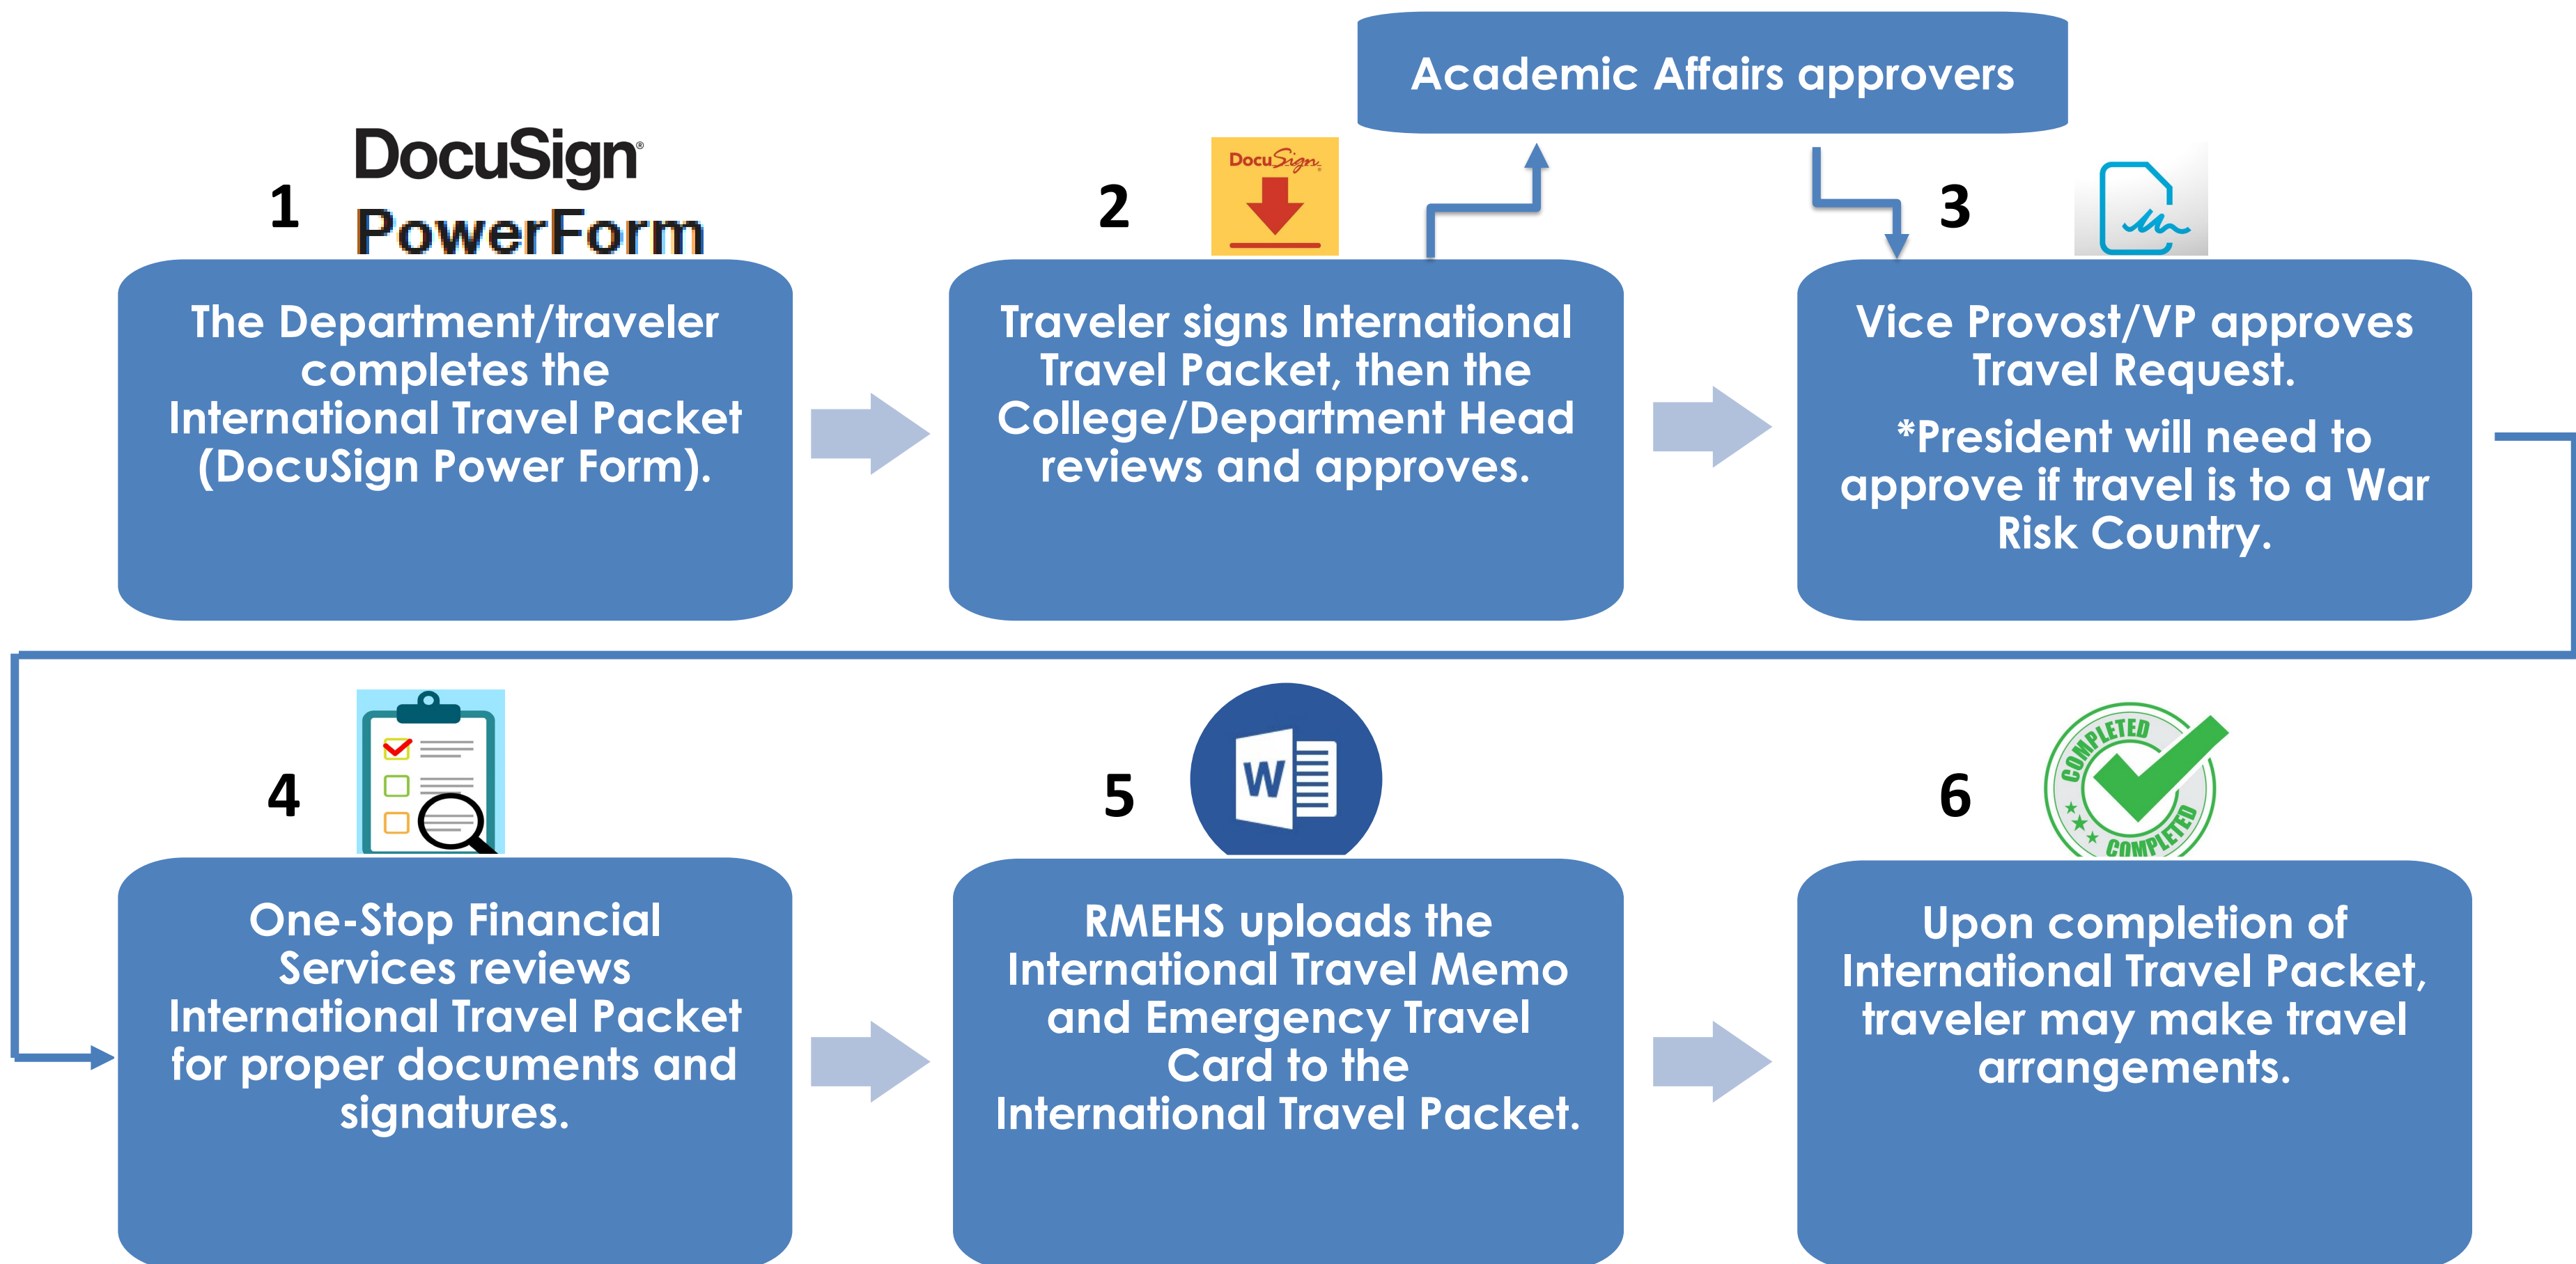 Academic Affairs approvers
1
DocuSign®
PowerForm
2
DocuSign
3
The Department/traveler
completes the
International Travel Packet
(DocuSign Power Form).
Traveler signs International
Travel Packet, then the
College/Department Head
reviews and approves.
Vice Provost/VP approves
Travel Request.
*President will need to
approve if travel is to a War
Risk Country.
4
5
W
6
COMPLETED
COMPLETED
One-Stop Financial
Services reviews
International Travel Packet
for proper documents and
signatures.
RMEHS uploads the
International Travel Memo
and Emergency Travel
Card to the
International Travel Packet.
Upon completion of
International Travel Packet,
traveler may make travel
arrangements.